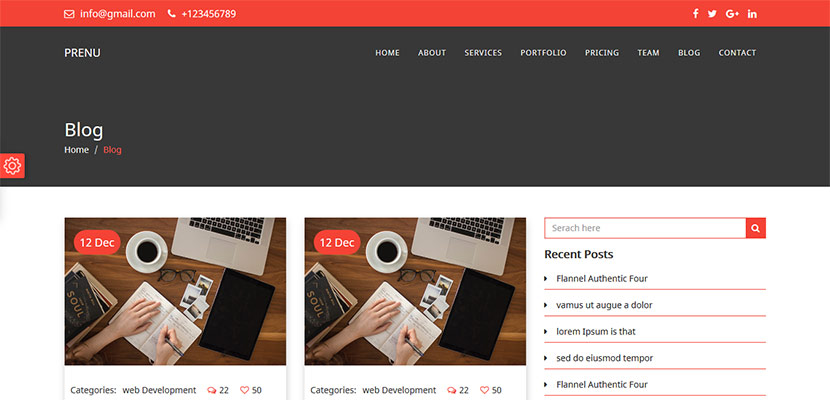 info@gmail.com +123456789
PRENU
HOME ABOUT SERVICES PORTFOLIO PRICING TEAM BLOG CONTACT
Blog
Home / Blog
12 Dec
SOUL
Categories: web Development 22 50
12 Dec
SOUL
Categories: web Development 22 50
Serach here
Recent Posts
Flannel Authentic Four
vamus ut augue a dolor
lorem Ipsum is that
sed do eiusmod tempor
Flannel Authentic Four